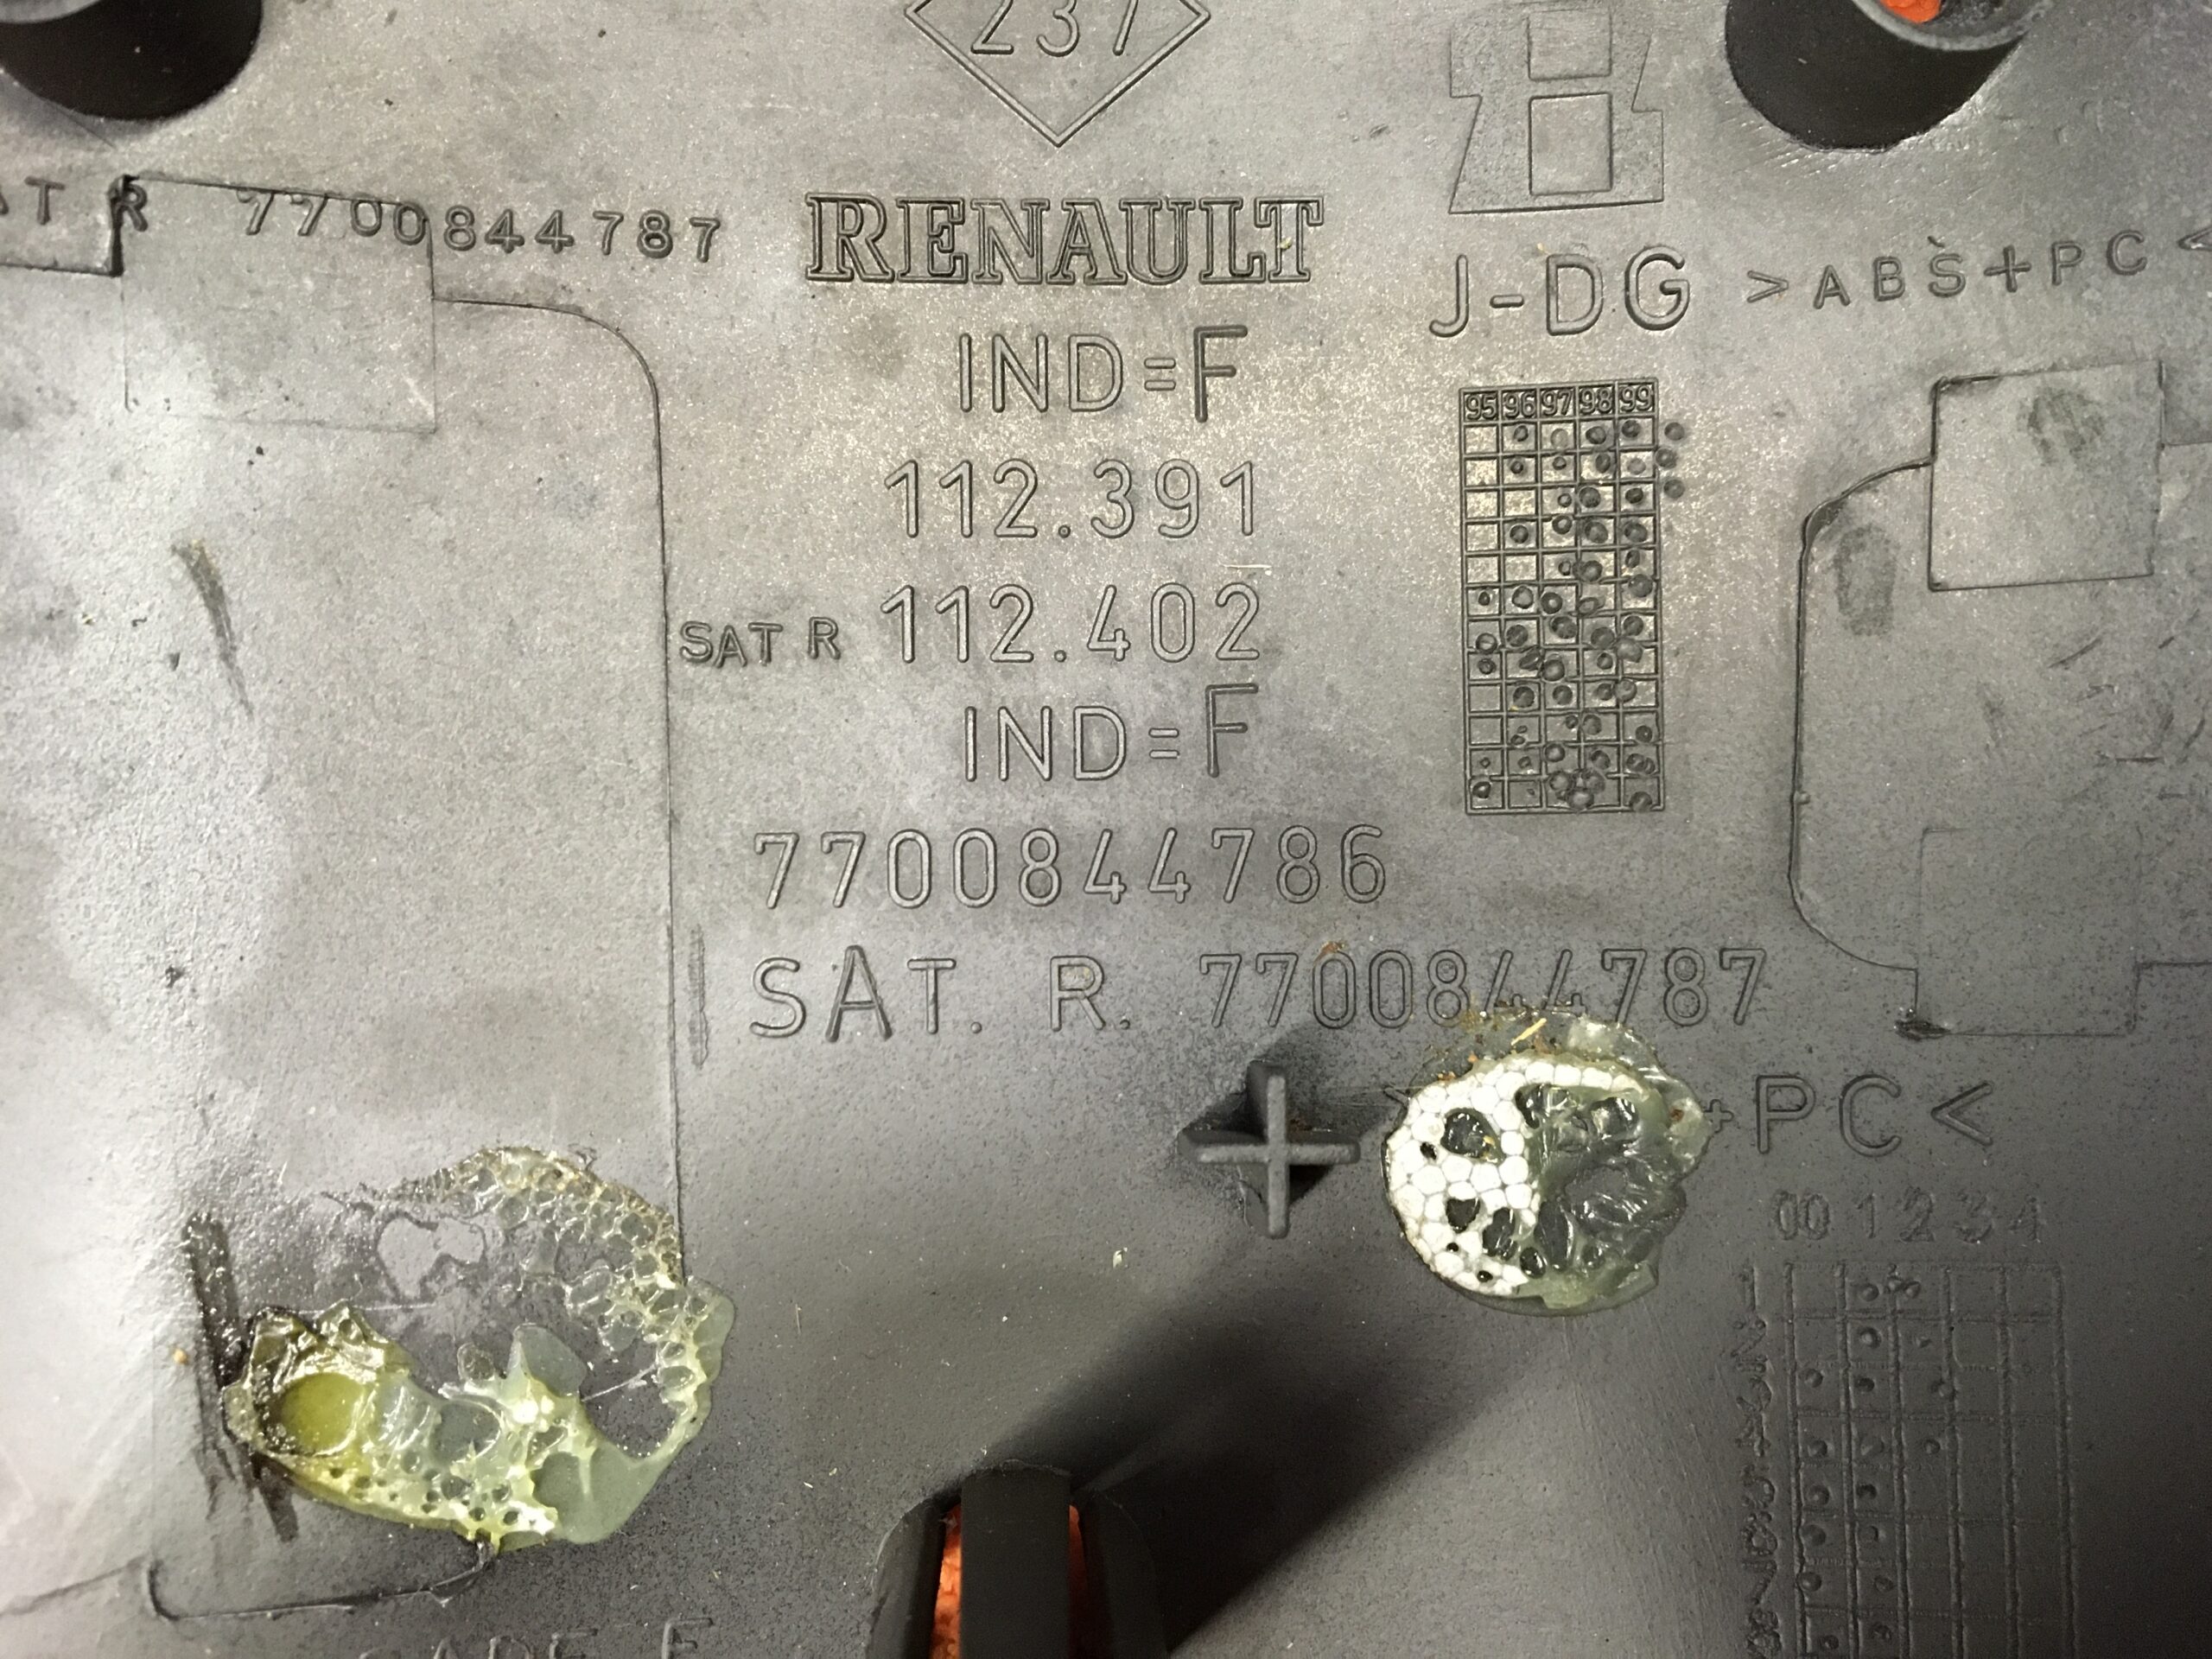 237
R 7700844787
RENAULT
J-DG
>ABS+PC<
IND=F
95 96 97 98 99
112.391
SAT R 112.402
IND=F
7700844786
SAT. R. 7700844787
+PC<
00 1 2 3 4